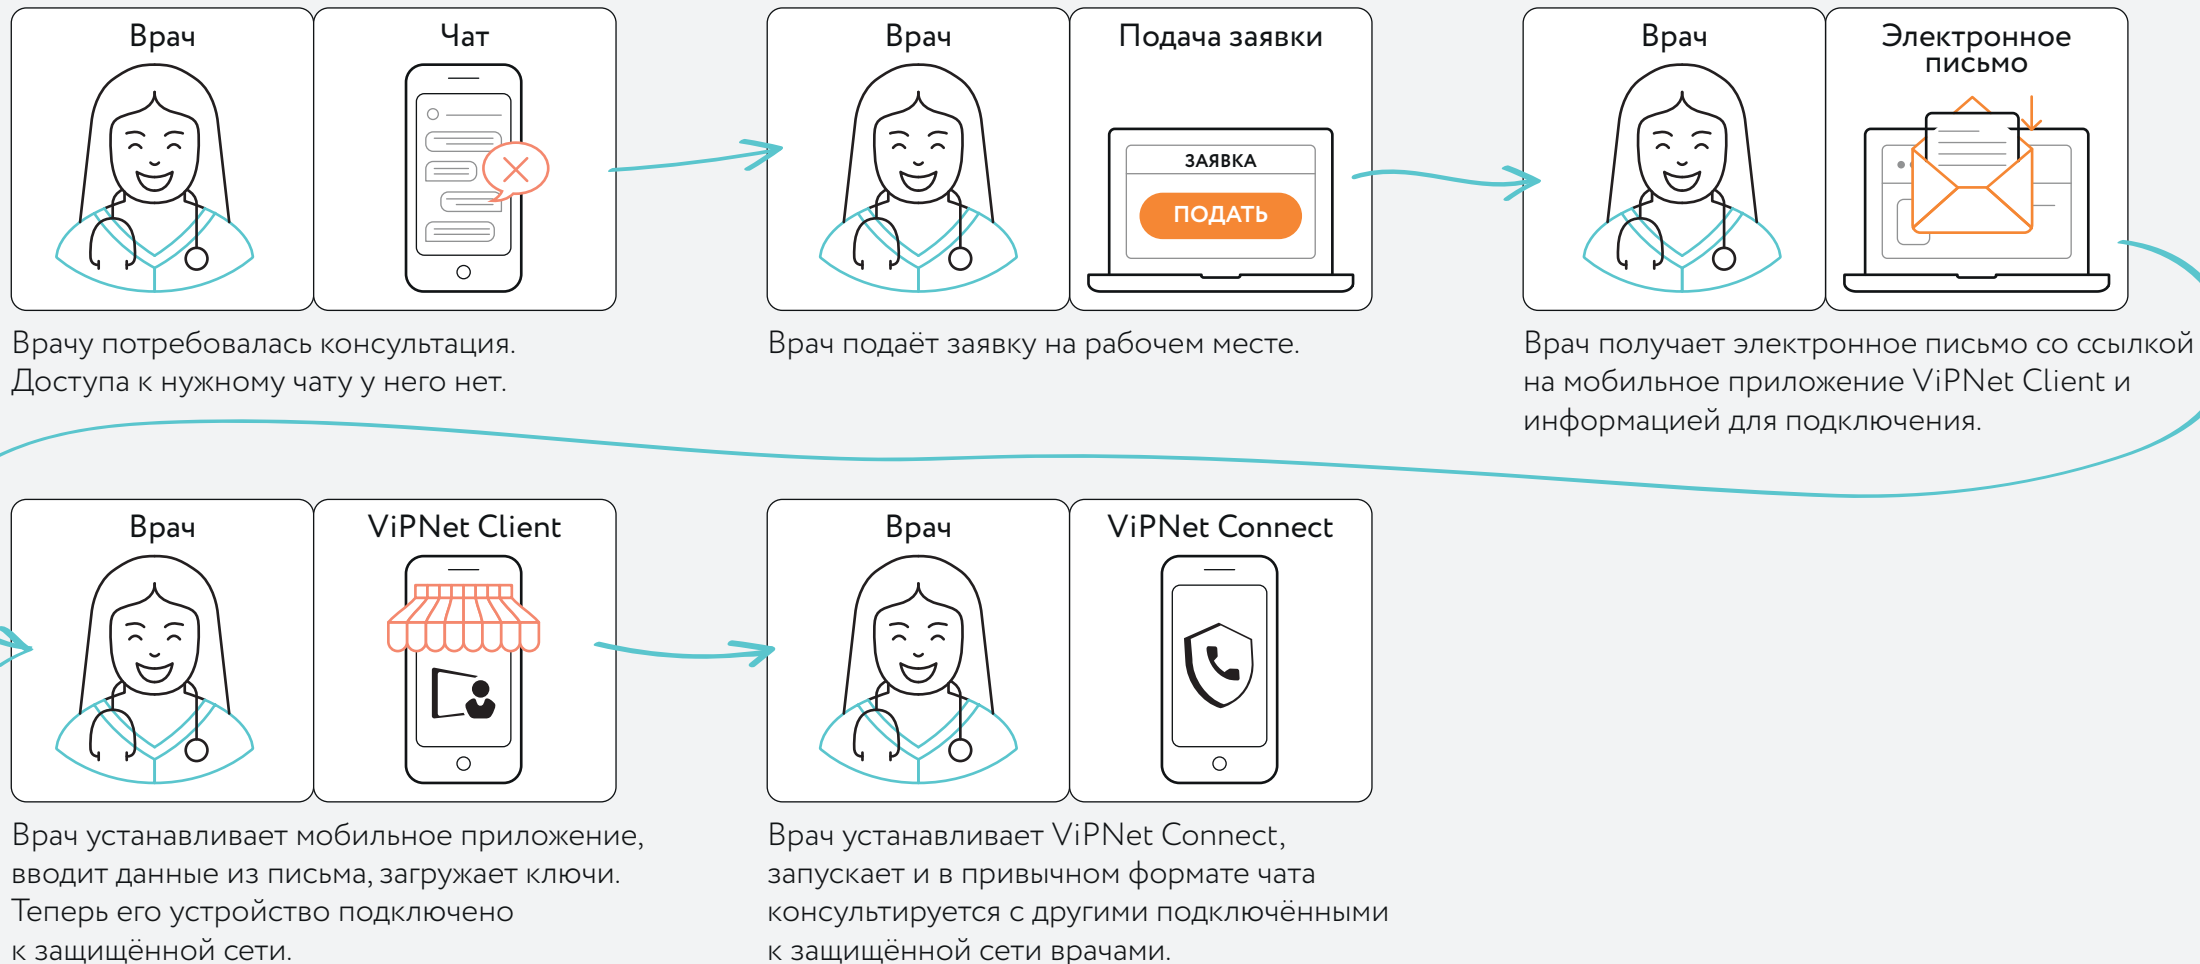 Врач
Чат
Врачу потребовалась консультация.
Доступа к нужному чату у него нет.
Врач
Подача заявки
ЗАЯВКА
ПОДАТЬ
Врач подаёт заявку на рабочем месте.
Врач
Электронное
письмо
Врач получает электронное письмо со ссылкой
на мобильное приложение ViPNet Client и
информацией для подключения.
Врач
ViPNet Client
Врач устанавливает мобильное приложение,
вводит данные из письма, загружает ключи.
Теперь его устройство подключено
к защищённой сети.
Врач
ViPNet Connect
Врач устанавливает ViPNet Connect,
запускает и в привычном формате чата
консультируется с другими подключёнными
к защищённой сети врачами.